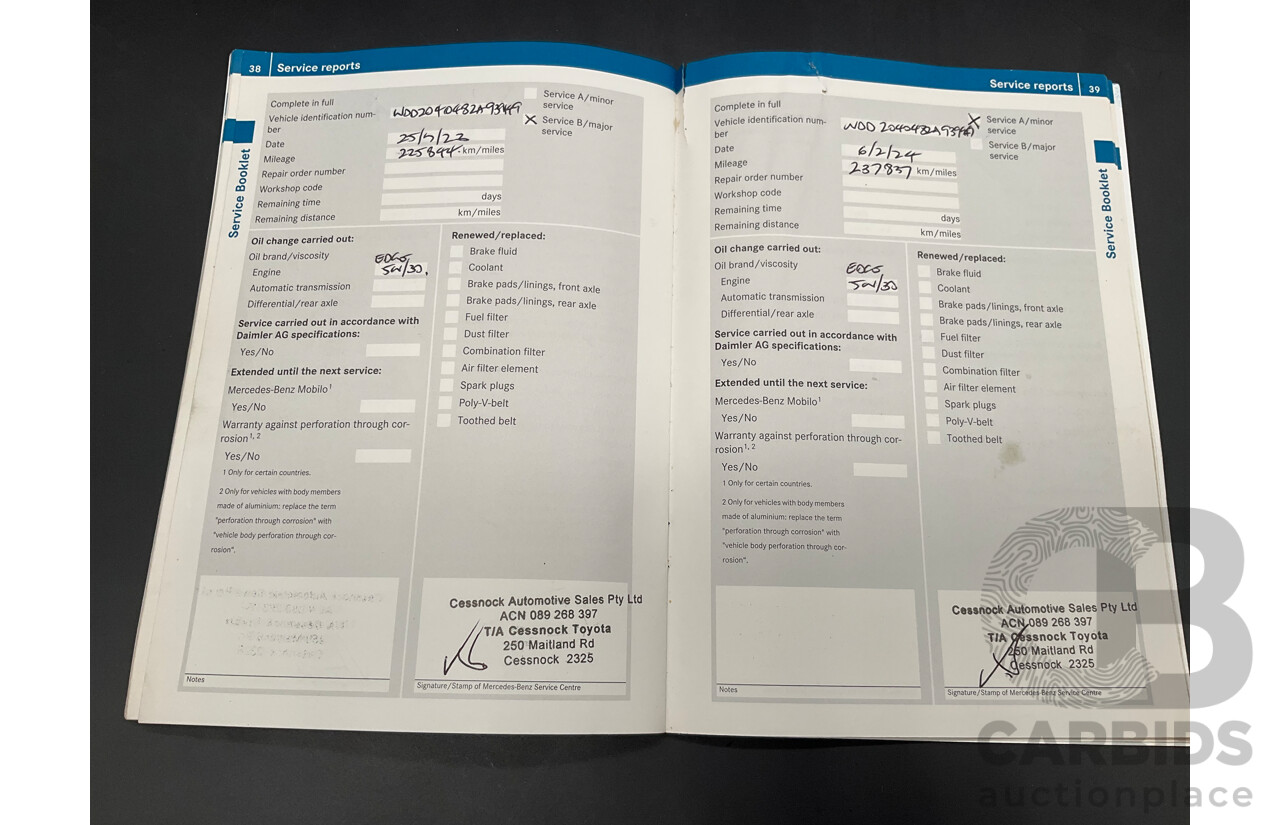 38 Service reports
Complete in full
Vehicle identification num-
ber
Date 25/7/23
Mileage 225844 km/miles
Repair order number
Workshop code
Remaining time days
Remaining distance km/miles
Service A/minor
service
X Service B/major
service
Service Booklet
Oil change carried out:
Oil brand/viscosity EDGE
Engine 5W/30
Automatic transmission
Differential/rear axle
Service carried out in accordance with
Daimler AG specifications:
Yes/No
Extended until the next service:
Mercedes-Benz Mobilo1
Yes/No
Warranty against perforation through cor-
rosion1, 2
Yes/No
1 Only for certain countries.
2 Only for vehicles with body members
made of aluminium: replace the term
"perforation through corrosion" with
"vehicle body perforation through cor-
rosion".
Renewed/replaced:
Brake fluid
Coolant
Brake pads/linings, front axle
Brake pads/linings, rear axle
Fuel filter
Dust filter
Combination filter
Air filter element
Spark plugs
Poly-V-belt
Toothed belt
Notes
Cessnock Automotive Sales Pty Ltd
ACN 089 268 397
T/A Cessnock Toyota
250 Maitland Rd
Cessnock 2325
Signature/Stamp of Mercedes-Benz Service Centre
Service reports 39
Complete in full
Vehicle identification num-
ber
Date 6/2/24
Mileage 237837 km/miles
Repair order number
Workshop code
Remaining time days
Remaining distance km/miles
X Service A/minor
service
Service B/major
service
Service Booklet
Oil change carried out:
Oil brand/viscosity EDGE
Engine 5W/30
Automatic transmission
Differential/rear axle
Service carried out in accordance with
Daimler AG specifications:
Yes/No
Extended until the next service:
Mercedes-Benz Mobilo1
Yes/No
Warranty against perforation through cor-
rosion1, 2
Yes/No
1 Only for certain countries.
2 Only for vehicles with body members
made of aluminium: replace the term
"perforation through corrosion" with
"vehicle body perforation through cor-
rosion".
Renewed/replaced:
Brake fluid
Coolant
Brake pads/linings, front axle
Brake pads/linings, rear axle
Fuel filter
Dust filter
Combination filter
Air filter element
Spark plugs
Poly-V-belt
Toothed belt
Notes
Cessnock Automotive Sales Pty Ltd
ACN 089 268 397
T/A Cessnock Toyota
250 Maitland Rd
Cessnock 2325
Signature/Stamp of Mercedes-Benz Service Centre
CARBIDS
auctionplace